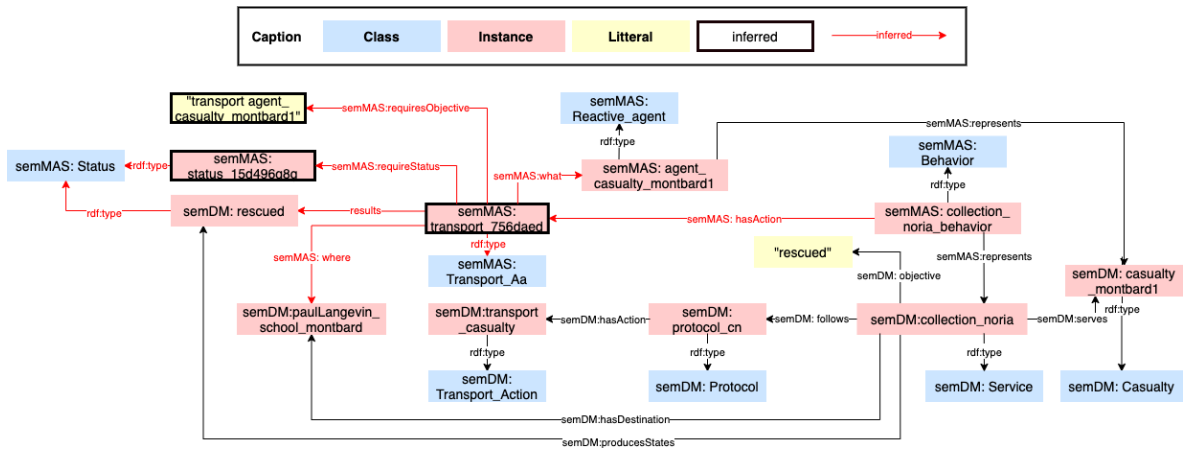 Caption
Class
Instance
Litteral
inferred
inferred
"transport agent_
casualty_montbard1"
semMAS:requiresObjective
semMAS:
Reactive_agent
semMAS:represents
rdf:type
semMAS:
Behavior
semMAS: Status
rdf:type
semMAS:
status_15d496g8g
semMAS:requireStatus
semMAS:what
semMAS: agent_
casualty_montbard1
rdf:type
rdf:type
semDM: rescued
results
semMAS:
transport_756daed
semMAS: hasAction
semMAS: collection_
noria_behavior
rdf:type
semMAS: where
semMAS:
Transport_Aa
"rescued"
semDM: objective
semMAS:represents
semDM: casualty
_montbard1
semDM:paulLangevin_
school_montbard
semDM:transport
_casualty
semDM:hasAction
semDM:
protocol_cn
semDM: follows
semDM:collection_noria
semDM:serves
rdf:type
rdf:type
rdf:type
rdf:type
semDM:
Transport_Action
semDM: Protocol
semDM: Service
semDM: Casualty
semDM:hasDestination
semDM:producesStates